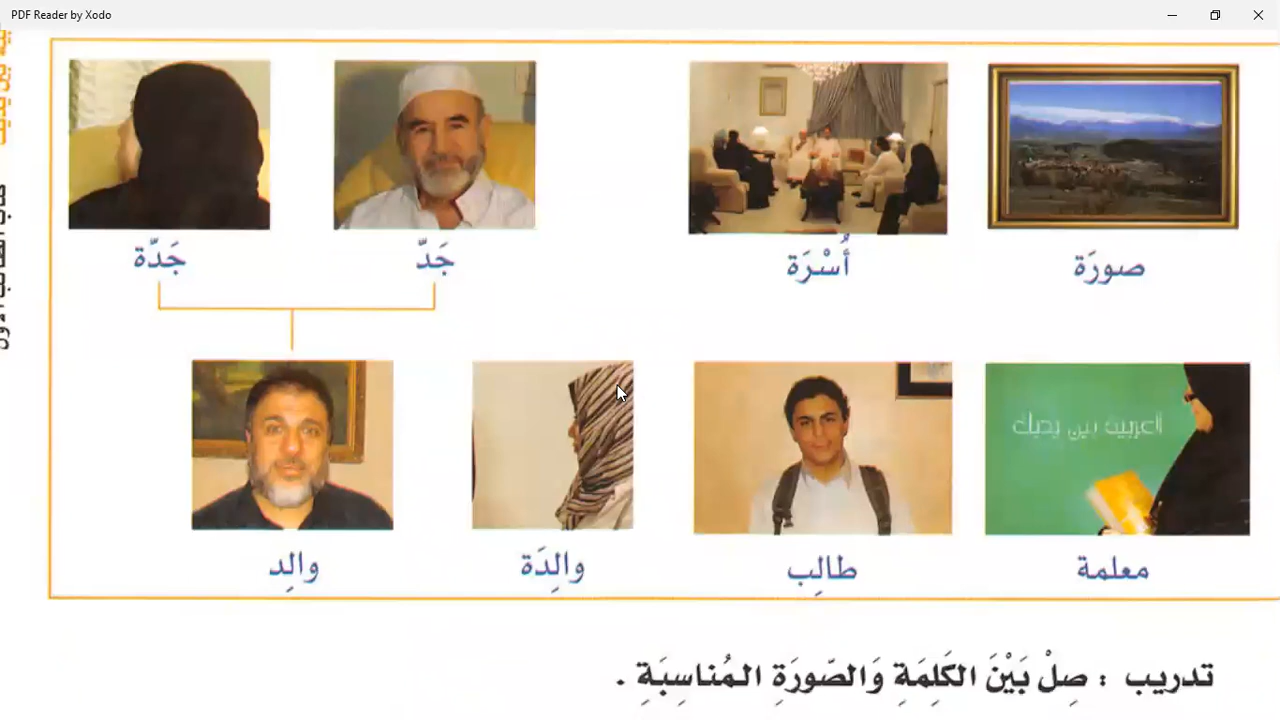 PDF Reader by Xodo
صورَة أُسْرَة جَدّ جَدّة
العربية بين يديك
معلمة طالِب والِدَة والِد
تدريب : صِلْ بَيْنَ الكَلِمَةِ وَالصّورَةِ المُناسِبَةِ .